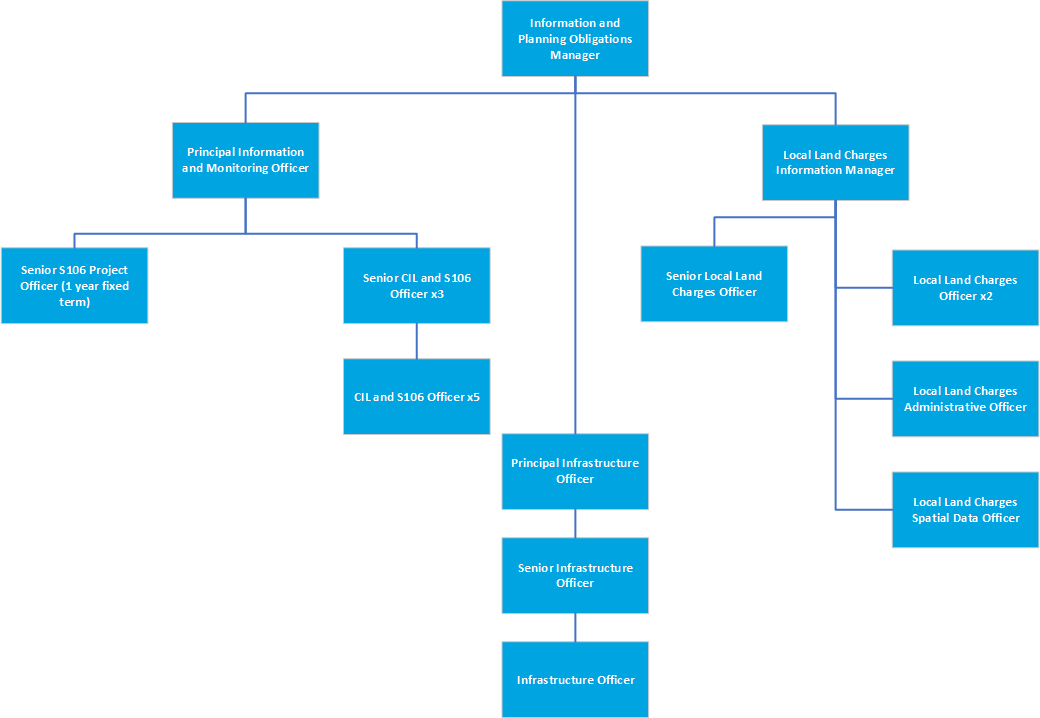 Information and
Planning Obligations
Manager
Principal Information
and Monitoring Officer
Local Land Charges
Information Manager
Senior S106 Project
Officer (1 year fixed
term)
Senior CIL and S106
Officer x3
Senior Local Land
Charges Officer
Local Land Charges
Officer x2
CIL and S106 Officer x5
Local Land Charges
Administrative Officer
Principal Infrastructure
Officer
Local Land Charges
Spatial Data Officer
Senior Infrastructure
Officer
Infrastructure Officer